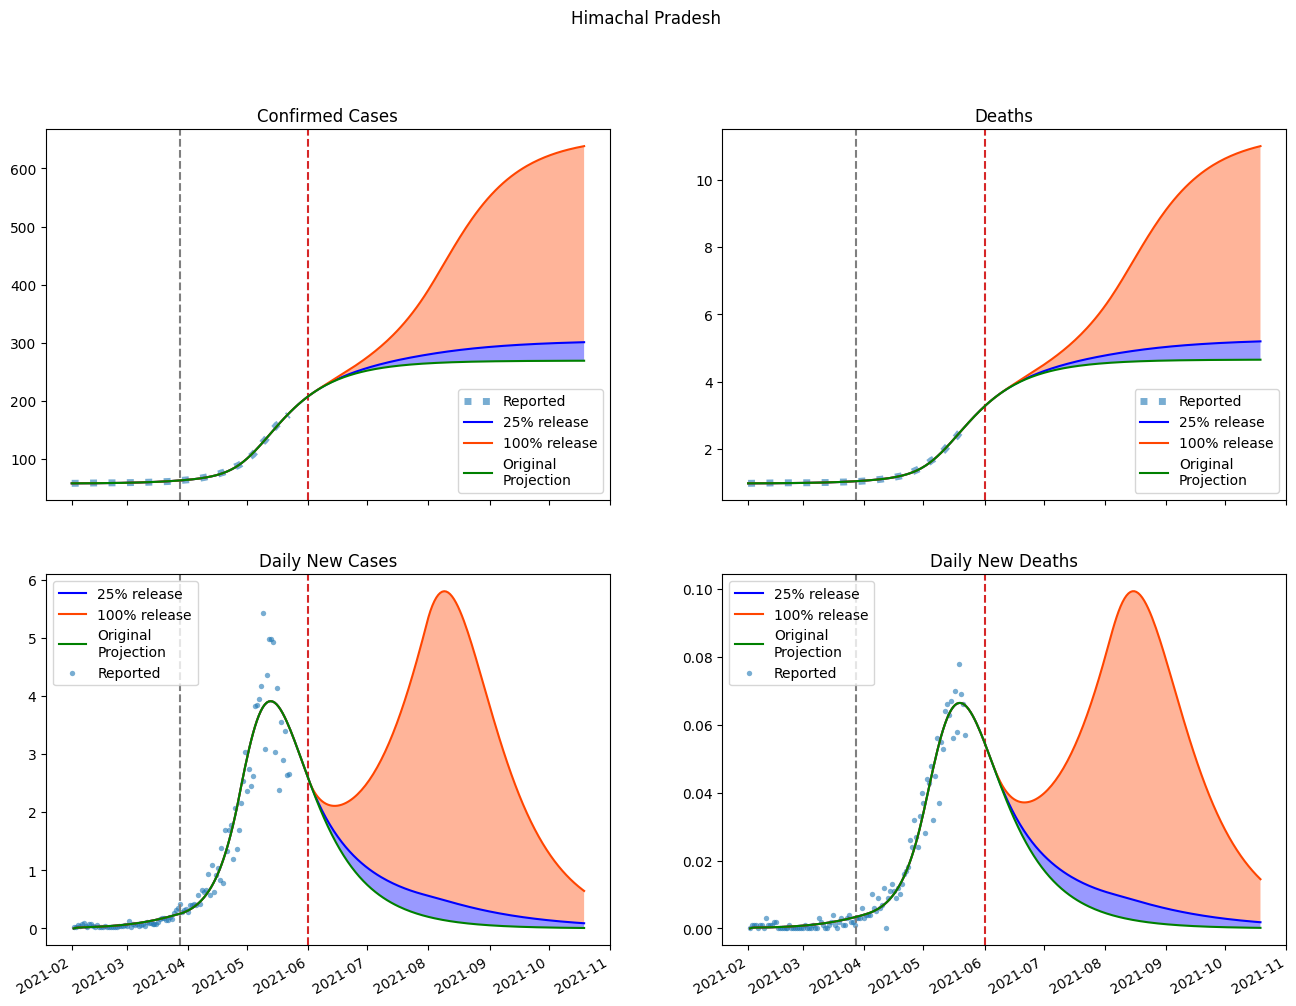 Himachal Pradesh
Confirmed Cases
600
500
400
300
200
100
Reported
25% release
100% release
Original
Projection
Deaths
10
8
6
4
2
Reported
25% release
100% release
Original
Projection
Daily New Cases
6
5
4
3
2
1
0
25% release
100% release
Original
Projection
Reported
2021-02
2021-03
2021-04
2021-05
2021-06
2021-07
2021-08
2021-09
2021-10
2021-11
Daily New Deaths
0.10
0.08
0.06
0.04
0.02
0.00
25% release
100% release
Original
Projection
Reported
2021-02
2021-03
2021-04
2021-05
2021-06
2021-07
2021-08
2021-09
2021-10
2021-11